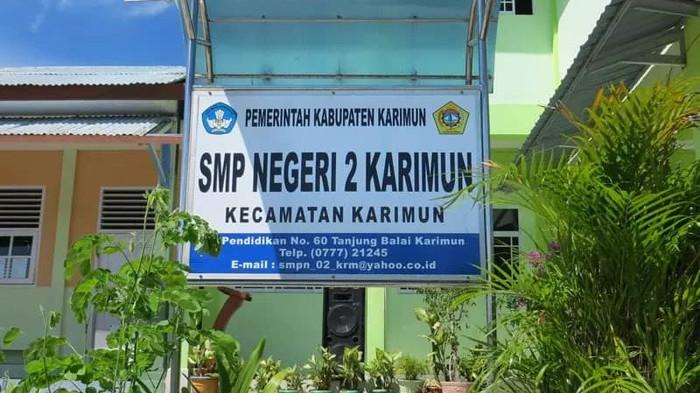 PEMERINTAH KABUPATEN KARIMUN
SMP NEGERI 2 KARIMUN
KECAMATAN KARIMUN
Pendidikan No. 60 Tanjung Balai Karimun
Telp. (0777) 21245
E-mail : smpn_02_krm@yahoo.co.id